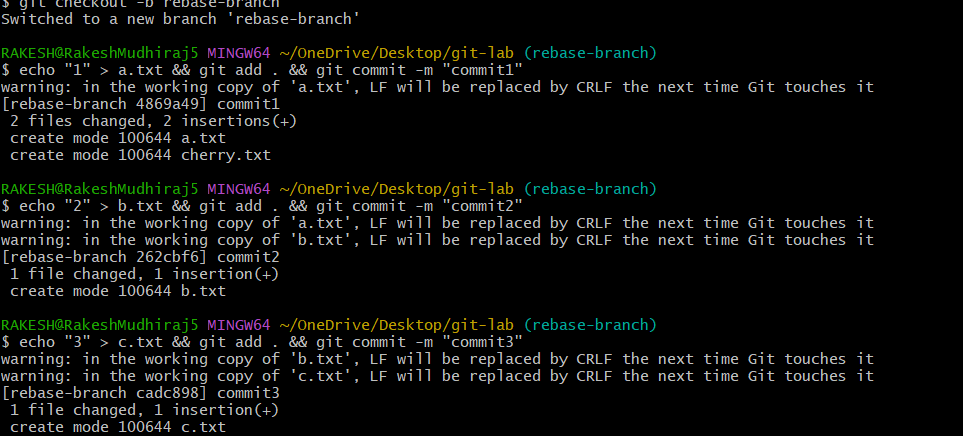 $ git checkout -b rebase-branch
Switched to a new branch 'rebase-branch'
RAKESH@RakeshMudhiraj5 MINGW64 ~/OneDrive/Desktop/git-lab (rebase-branch)
$ echo "1" > a.txt && git add . && git commit -m "commit1"
warning: in the working copy of 'a.txt', LF will be replaced by CRLF the next time Git touches it
[rebase-branch 4869a49] commit1
 2 files changed, 2 insertions(+)
 create mode 100644 a.txt
 create mode 100644 cherry.txt
RAKESH@RakeshMudhiraj5 MINGW64 ~/OneDrive/Desktop/git-lab (rebase-branch)
$ echo "2" > b.txt && git add . && git commit -m "commit2"
warning: in the working copy of 'a.txt', LF will be replaced by CRLF the next time Git touches it
warning: in the working copy of 'b.txt', LF will be replaced by CRLF the next time Git touches it
[rebase-branch 262cbf6] commit2
 1 file changed, 1 insertion(+)
 create mode 100644 b.txt
RAKESH@RakeshMudhiraj5 MINGW64 ~/OneDrive/Desktop/git-lab (rebase-branch)
$ echo "3" > c.txt && git add . && git commit -m "commit3"
warning: in the working copy of 'b.txt', LF will be replaced by CRLF the next time Git touches it
warning: in the working copy of 'c.txt', LF will be replaced by CRLF the next time Git touches it
[rebase-branch cadc898] commit3
 1 file changed, 1 insertion(+)
 create mode 100644 c.txt